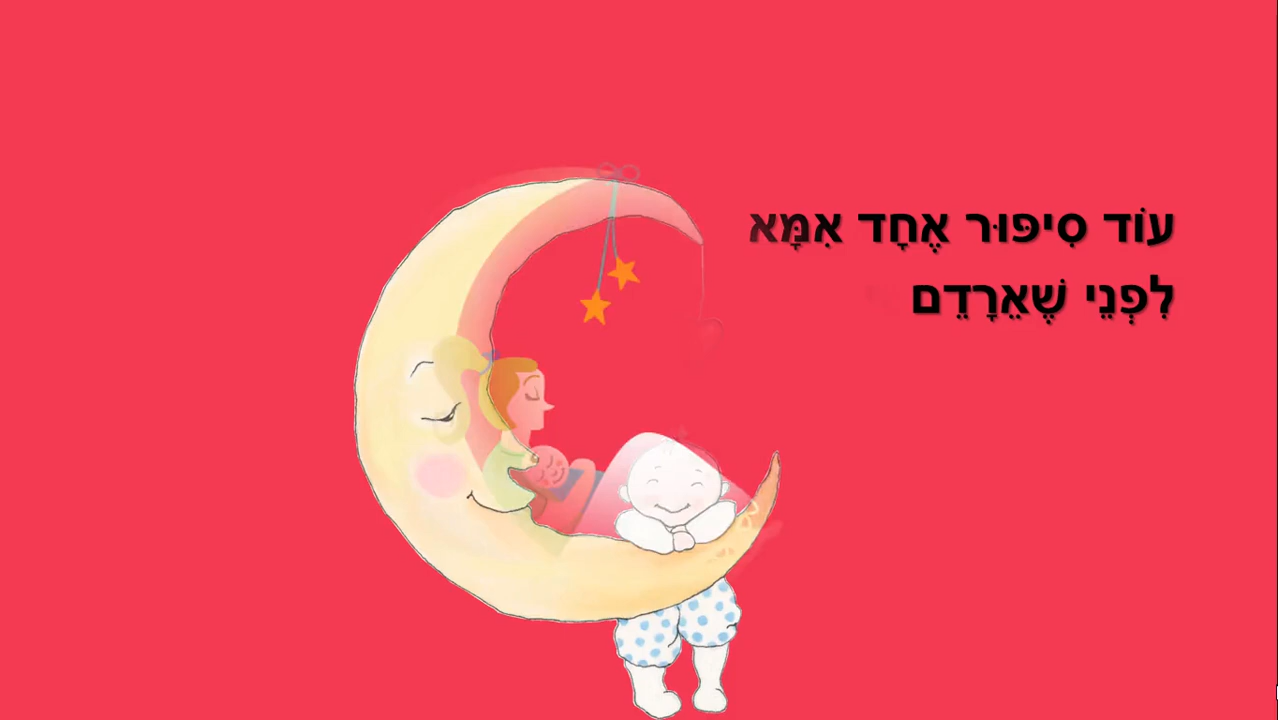 עוֹד סִיפּוּר אֶחָד אִמָּא
לִפְנֵי שֶׁאֵרָדֵם